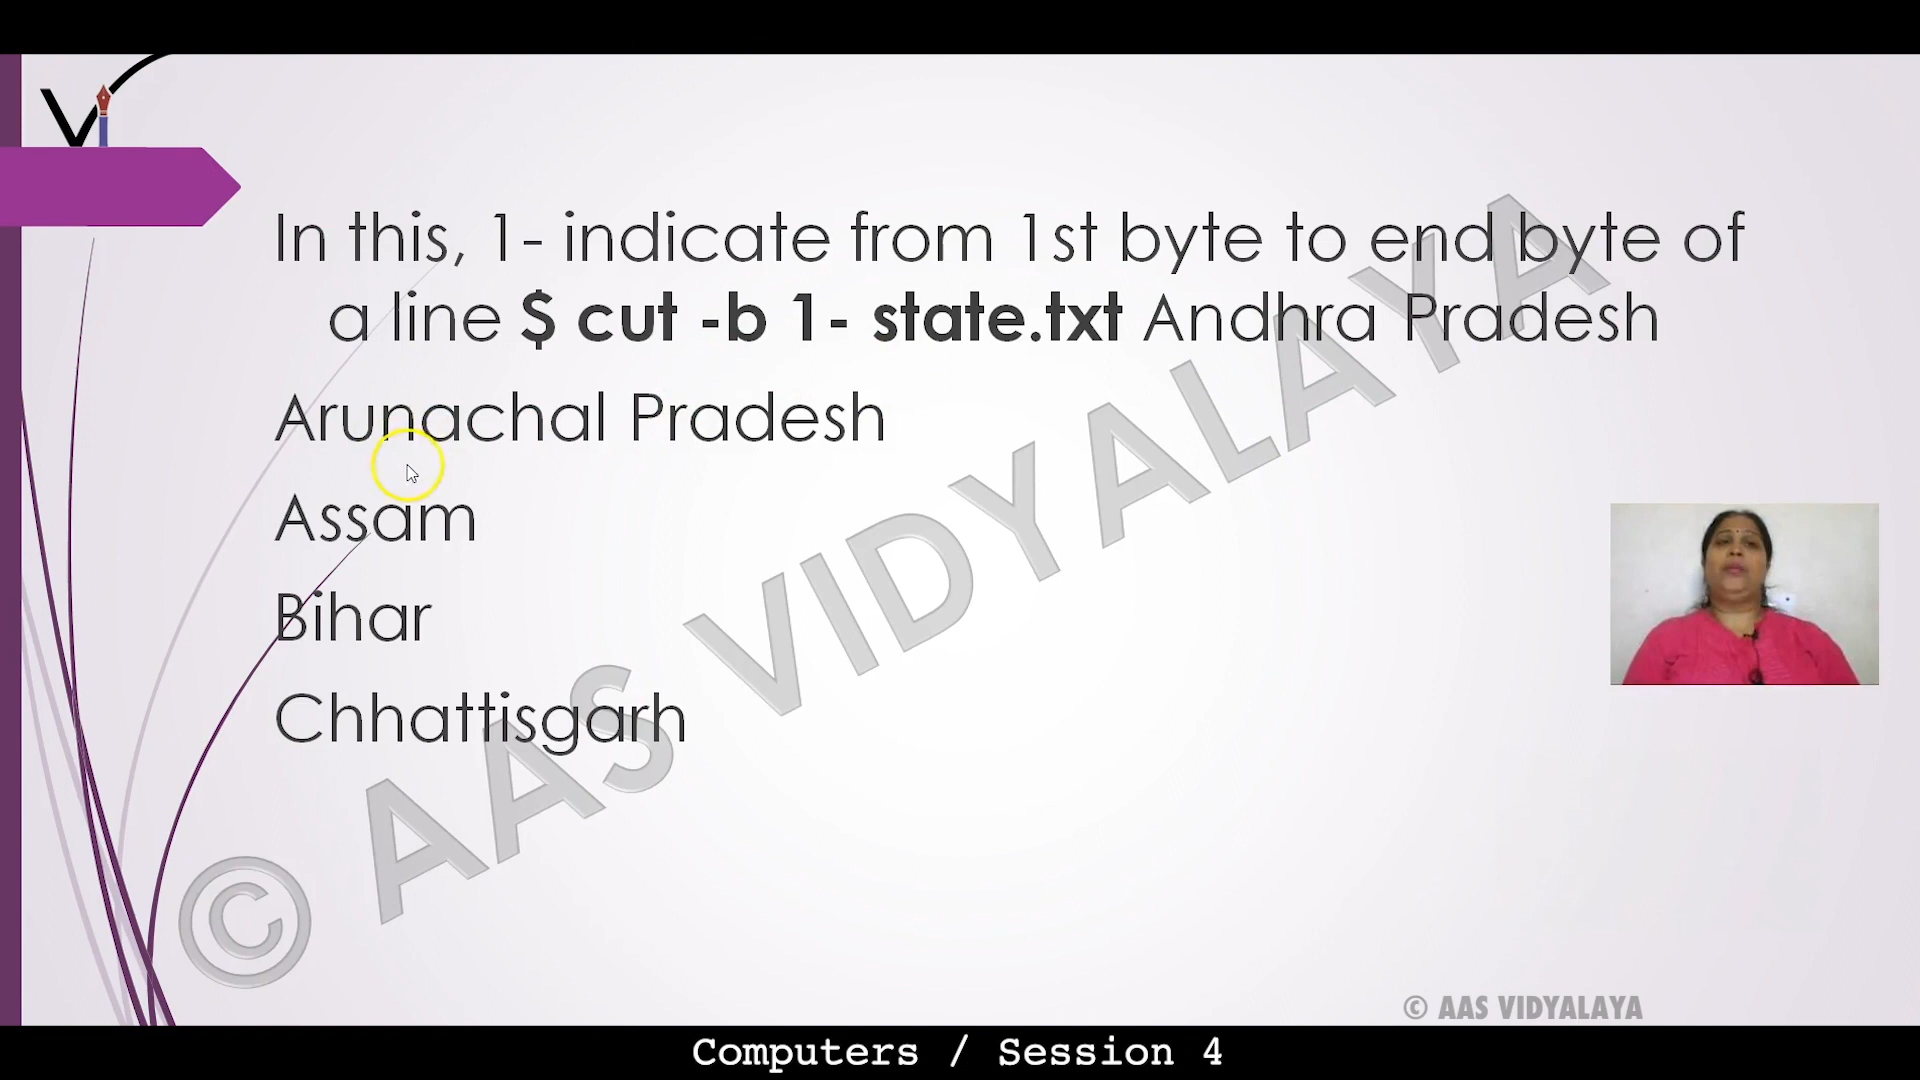 Vi
In this, 1- indicate from 1st byte to end byte of
a line $ cut -b 1- state.txt Andhra Pradesh
Arunachal Pradesh
Assam
Bihar
Chhattisgarh
© AAS VIDYALAYA
© AAS VIDYALAYA
Computers / Session 4